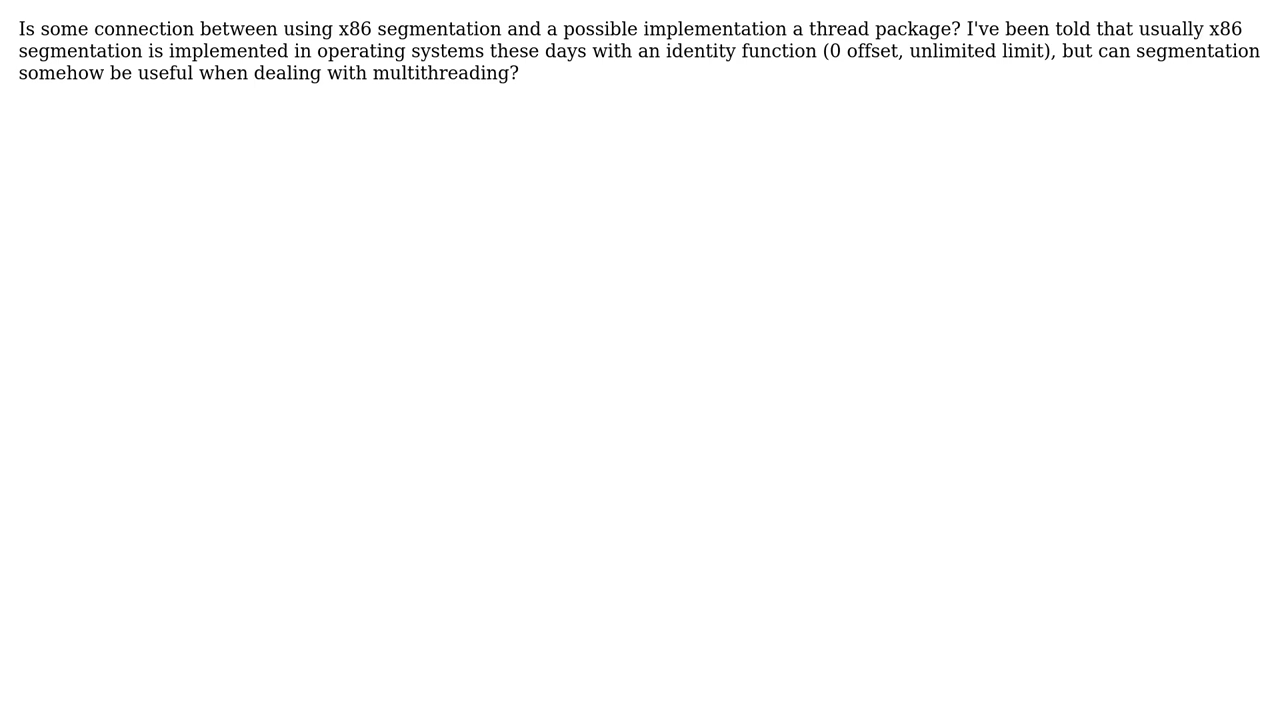 Is some connection between using x86 segmentation and a possible implementation a thread package? I've been told that usually x86
segmentation is implemented in operating systems these days with an identity function (0 offset, unlimited limit), but can segmentation
somehow be useful when dealing with multithreading?